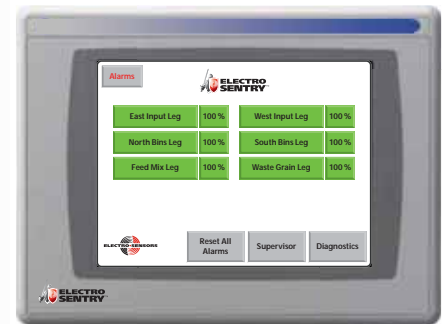 Alarms
ELECTRO
SENTRY
East Input Leg 100 % West Input Leg 100 %
North Bins Leg 100 % South Bins Leg 100 %
Feed Mix Leg 100 % Waste Grain Leg 100 %
ELECTRO-SENSORS
Reset All
Alarms
Supervisor
Diagnostics
ELECTRO
SENTRY